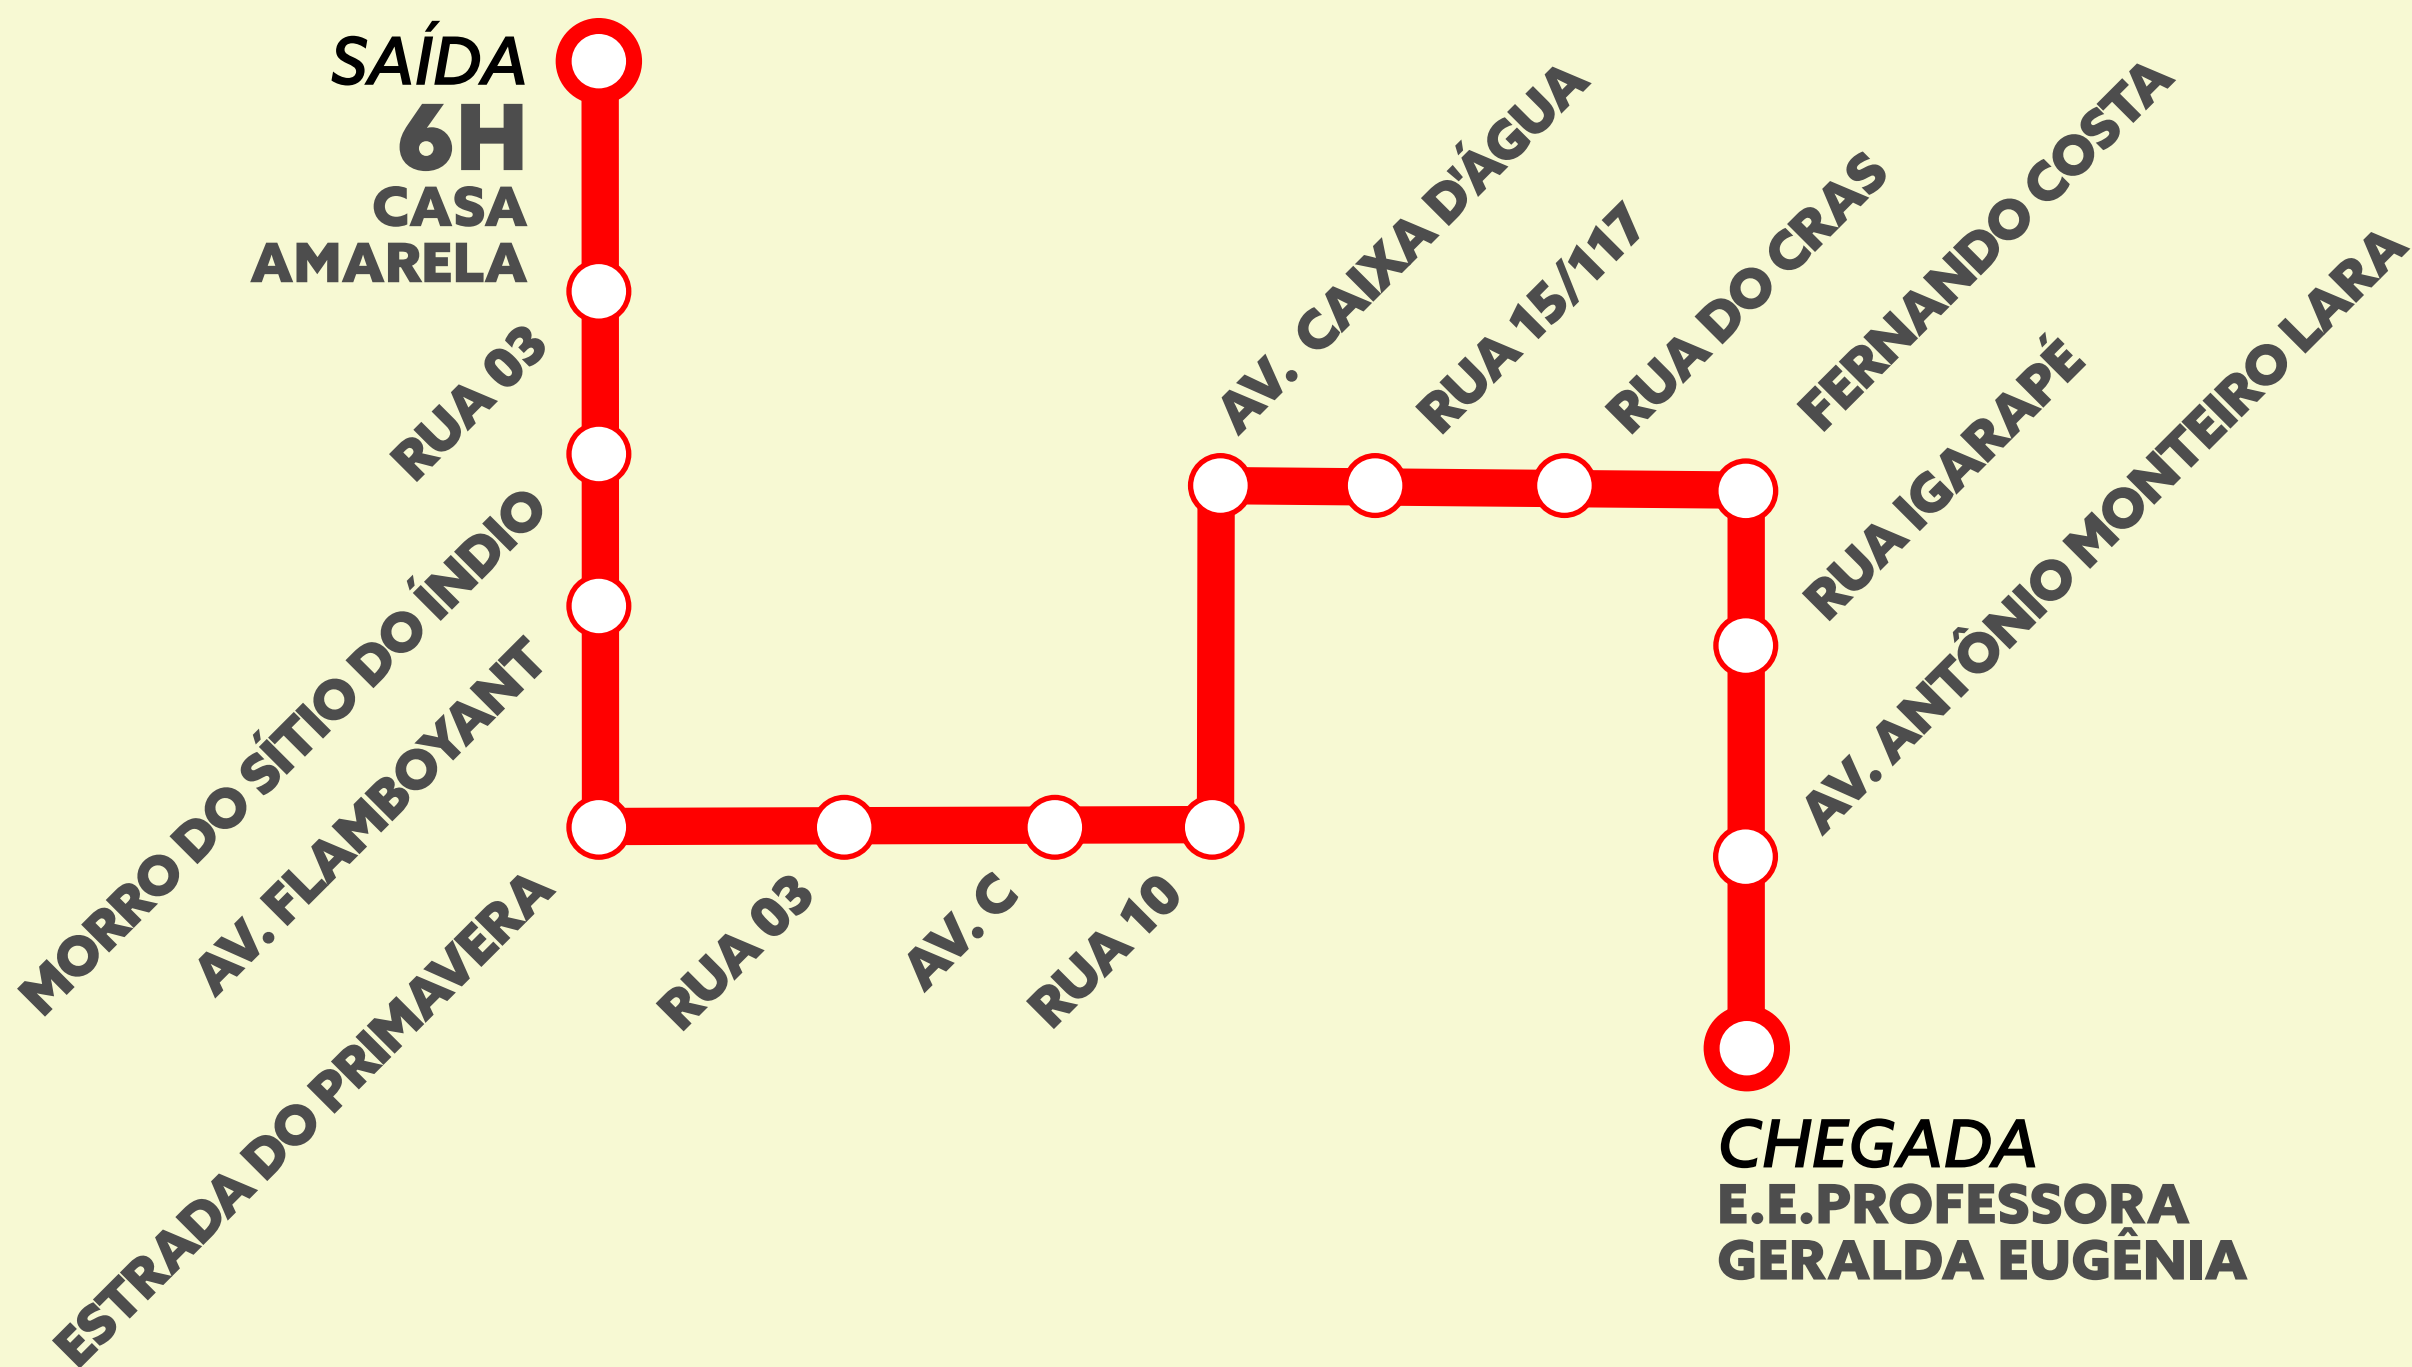 SAÍDA
6H
CASA
AMARELA
RUA 03
MORRO DO SÍTIO DO ÍNDIO
AV. FLAMBOYANT
ESTRADA DO PRIMAVERA
RUA 03
AV. C
RUA 10
AV. CAIXA D'ÁGUA
RUA 15/117
RUA DO CRAS
FERNANDO COSTA
RUA IGARAPÉ
AV. ANTÔNIO MONTEIRO LARA
CHEGADA
E.E.PROFESSORA
GERALDA EUGÊNIA